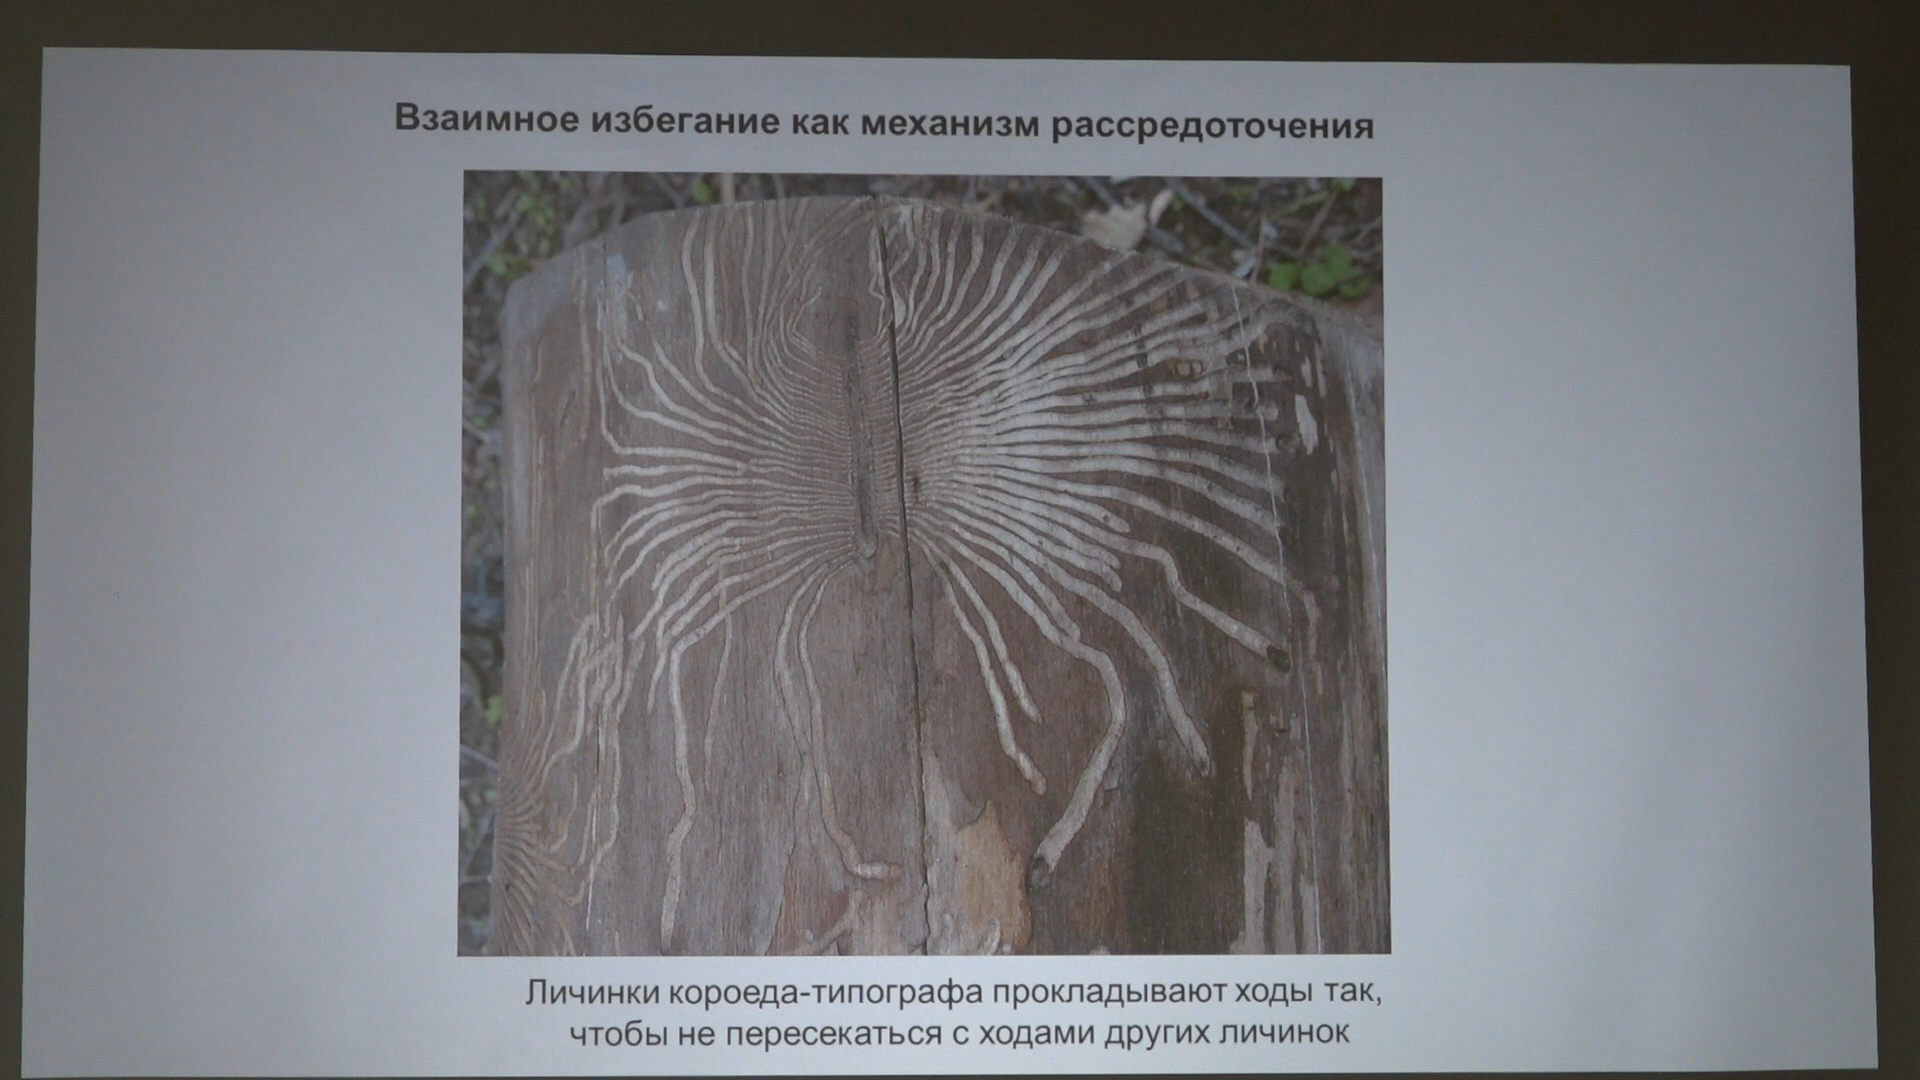 Взаимное избегание как механизм рассредоточения
Личинки короеда-типографа прокладывают ходы так,
чтобы не пересекаться с ходами других личинок